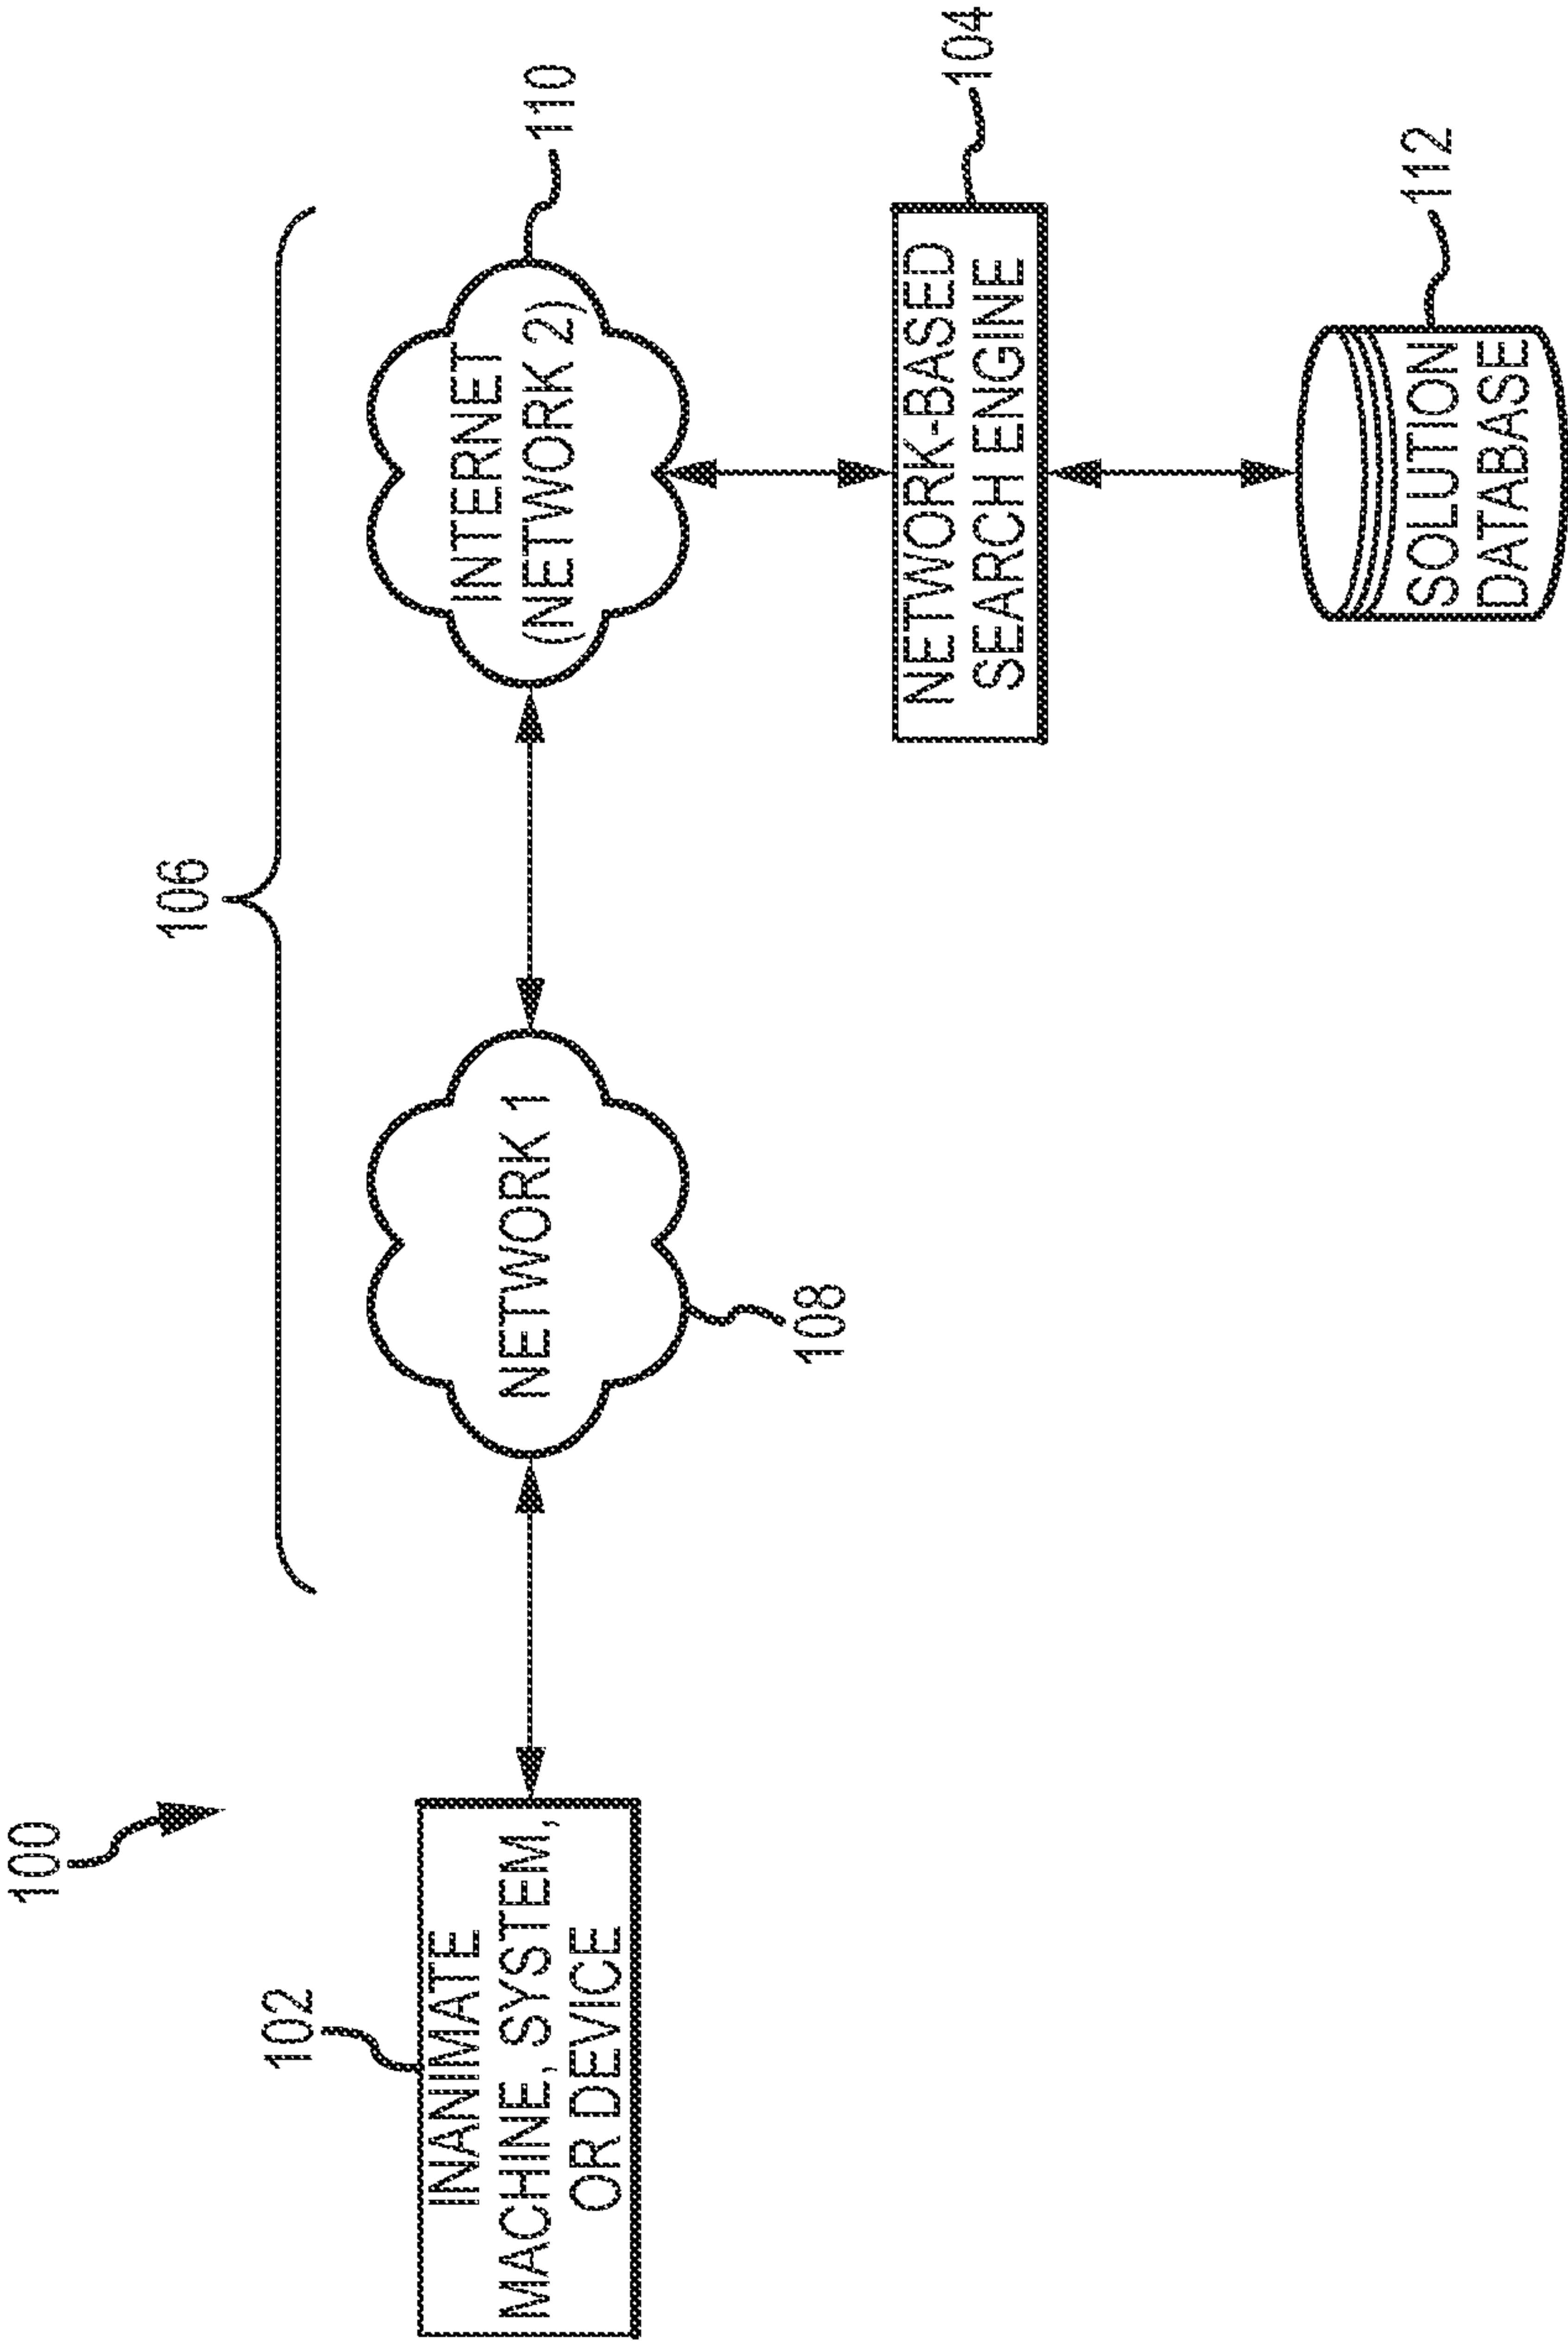 100
106
102
INANIMATE
MACHINE, SYSTEM,
OR DEVICE
NETWORK 1
108
INTERNET
(NETWORK 2)
110
NETWORK-BASED
SEARCH ENGINE
104
SOLUTION
DATABASE
112